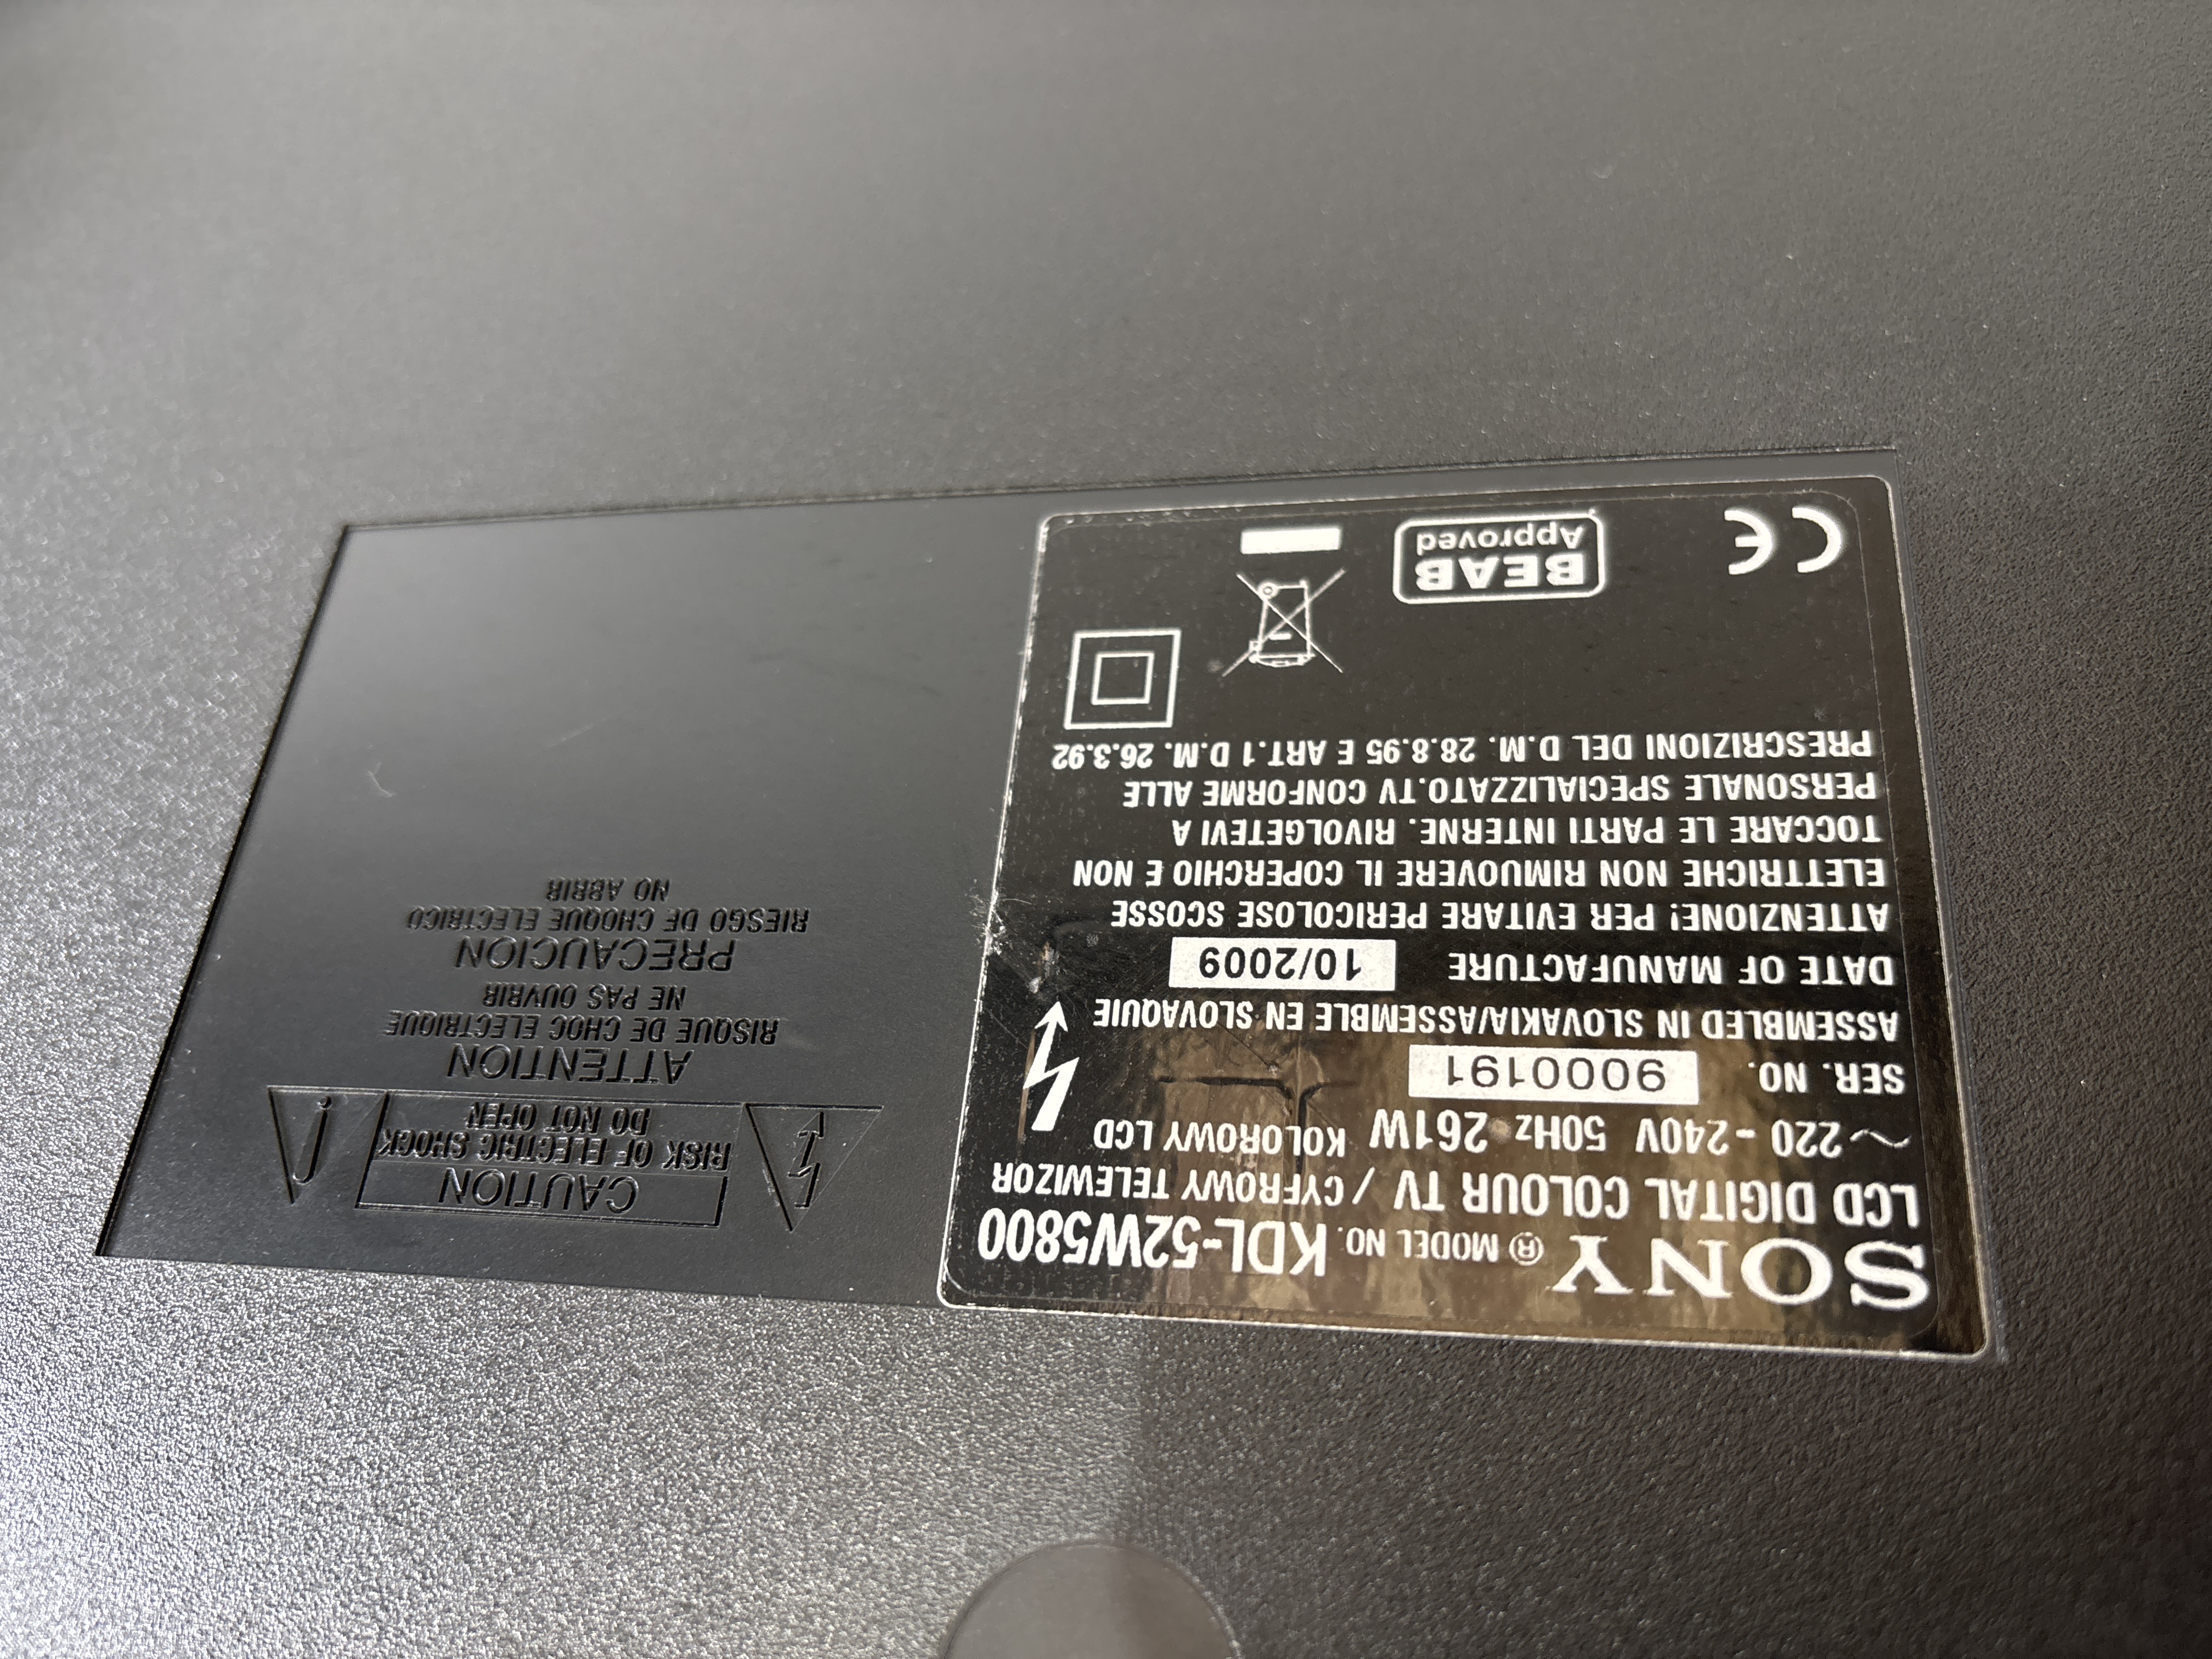 SONY ® MODEL NO. KDL-52W5800
LCD DIGITAL COLOUR TV / CYFROWY TELEWIZOR
～220 - 240V 50Hz 261W KOLOROWY LCD
SER. NO. 9000191
ASSEMBLED IN SLOVAKIA/ASSEMBLE EN SLOVAQUIE
DATE OF MANUFACTURE 10/2009
ATTENZIONE! PER EVITARE PERICOLOSE SCOSSE
ELETTRICHE NON RIMUOVERE IL COPERCHIO E NON
TOCCARE LE PARTI INTERNE. RIVOLGETEVI A
PERSONALE SPECIALIZZATO.TV CONFORME ALLE
PRESCRIZIONI DEL D.M. 28.8.95 E ART.1 D.M. 26.3.92
CE
BEAB
Approved
CAUTION
RISK OF ELECTRIC SHOCK
DO NOT OPEN
ATTENTION
RISQUE DE CHOC ELECTRIQUE
NE PAS OUVRIR
PRECAUCION
RIESGO DE CHOQUE ELECTRICO
NO ABRIR